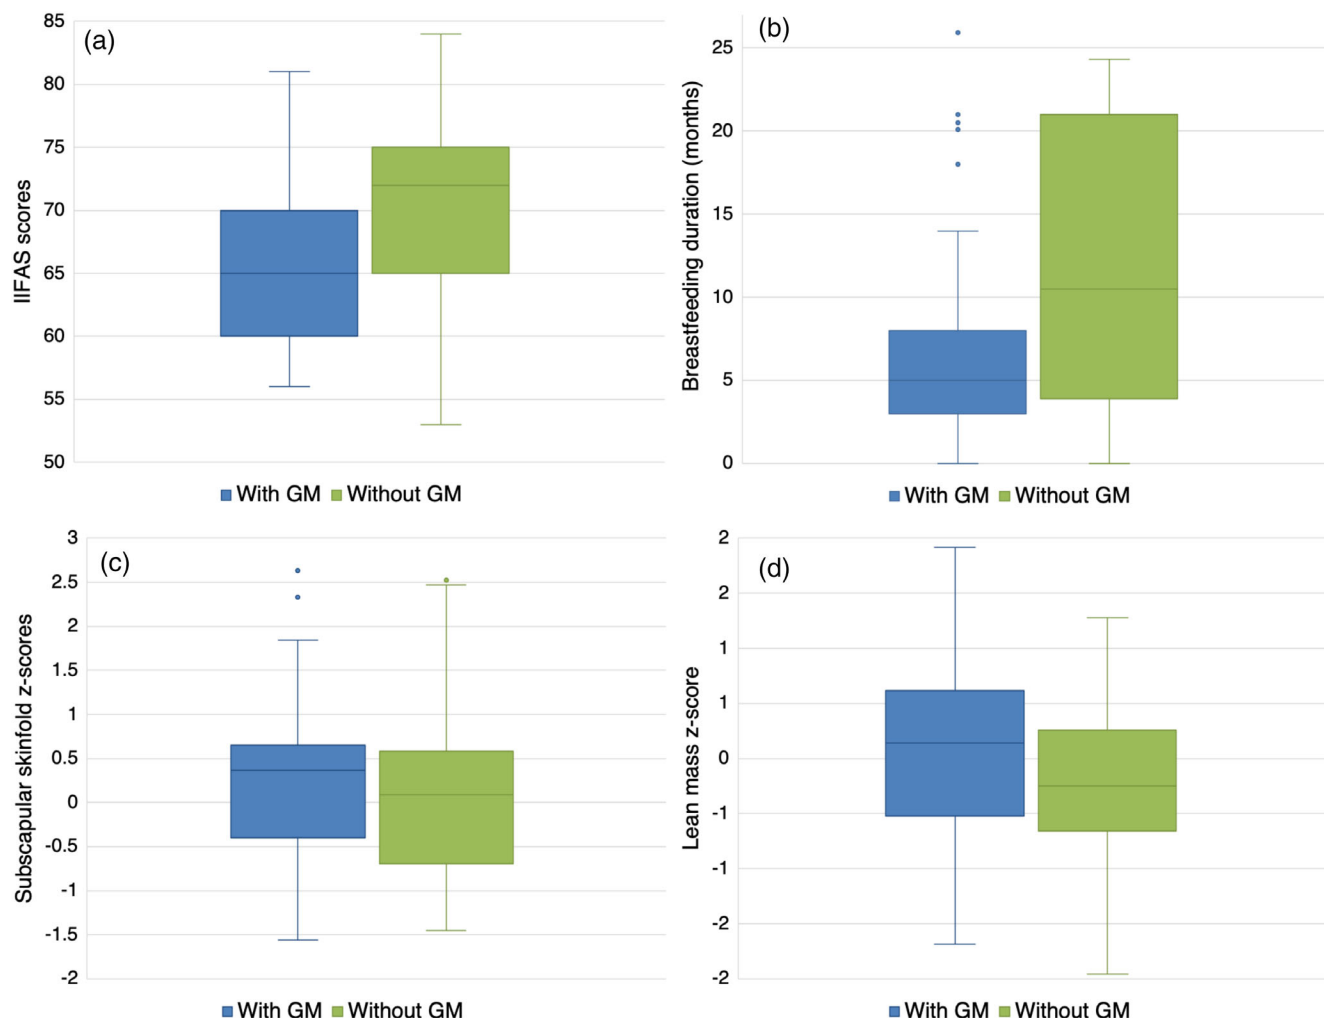 (a)
85
80
75
70
65
60
55
50
IIFAS scores
With GM Without GM
(b)
25
20
15
10
5
0
Breastfeeding duration (months)
With GM Without GM
(c)
3
2.5
2
1.5
1
0.5
0
-0.5
-1
-1.5
-2
Subscapular skinfold z-scores
With GM Without GM
(d)
2
2
1
1
0
-1
-1
-2
-2
Lean mass z-score
With GM Without GM